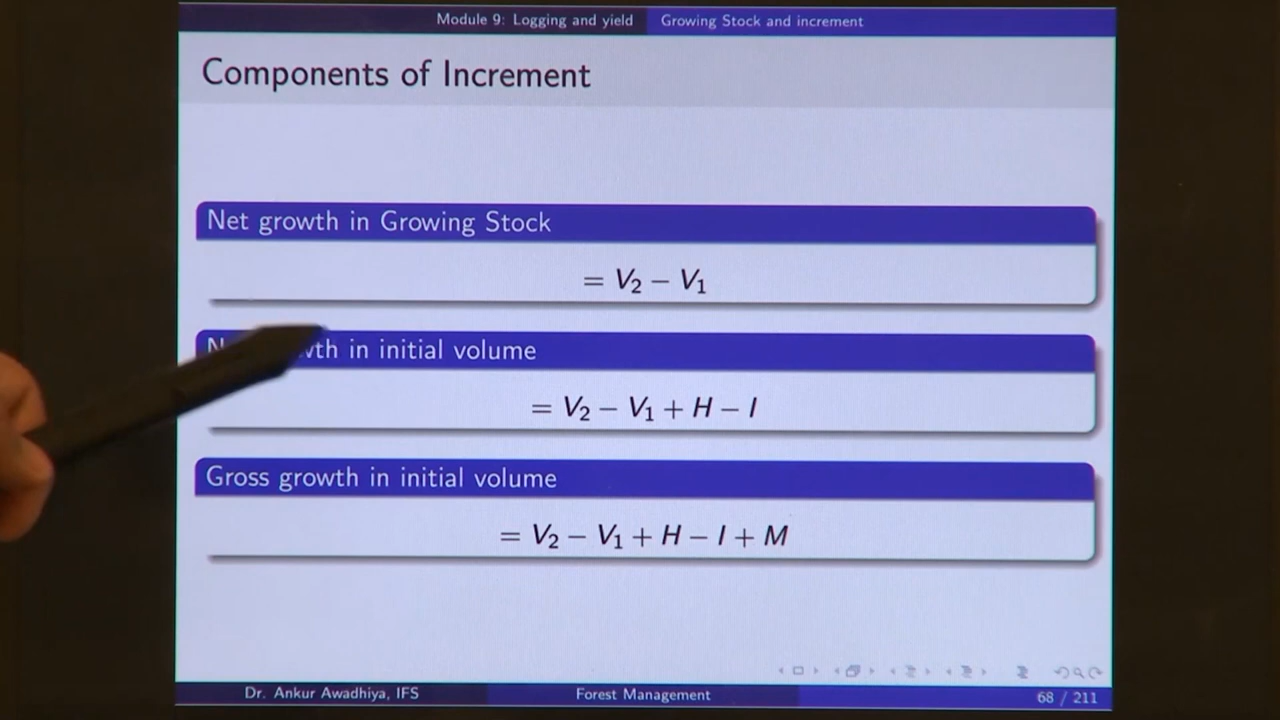 Module 9: Logging and yield Growing Stock and increment
Components of Increment
Net growth in Growing Stock
= V₂ − V₁
in initial volume
= V₂ − V₁ + H − I
Gross growth in initial volume
= V₂ − V₁ + H − I + M
Dr. Ankur Awadhiya, IFS Forest Management 68 / 211